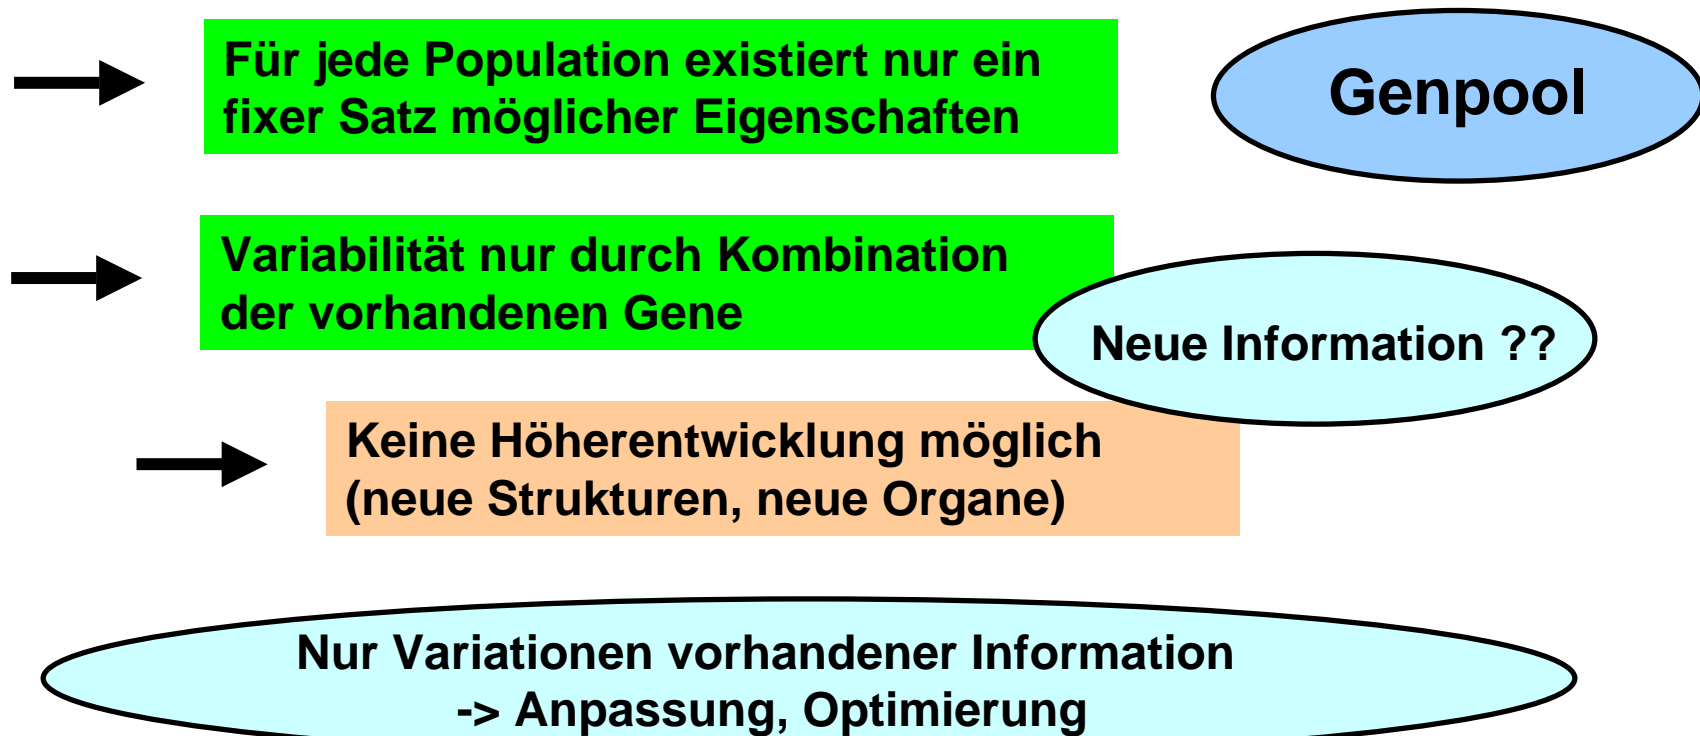 Für jede Population existiert nur ein
fixer Satz möglicher Eigenschaften
Genpool
Variabilität nur durch Kombination
der vorhandenen Gene
Neue Information ??
Keine Höherentwicklung möglich
(neue Strukturen, neue Organe)
Nur Variationen vorhandener Information
-> Anpassung, Optimierung